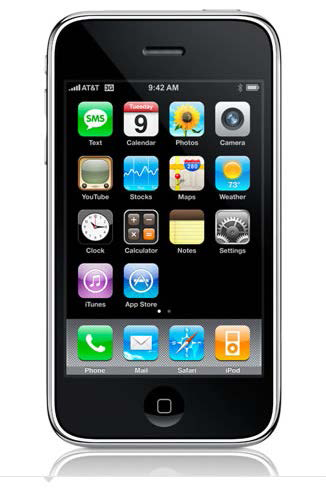 AT&T 3G 9:42 AM
SMS Tuesday 9 280 73°
Text Calendar Photos Camera
YouTube Stocks Maps Weather
Clock Calculator Notes Settings
iTunes App Store
Phone Mail Safari iPod